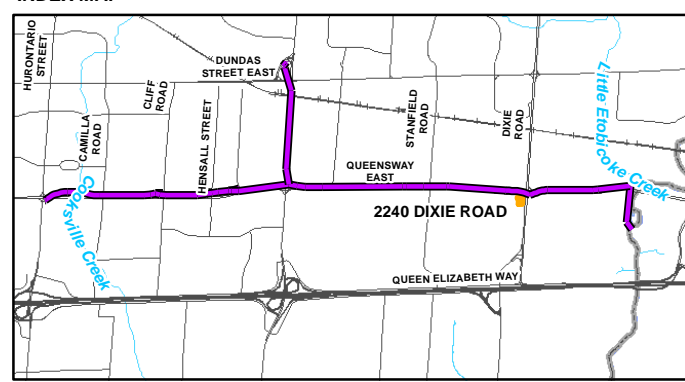 HURONTARIO
STREET
DUNDAS
STREET EAST
CLIFF
ROAD
CAMILLA
ROAD
HENSALL STREET
STANFIELD
ROAD
DIXIE
ROAD
Little Etobicoke Creek
QUEENSWAY
EAST
Cooksville Creek
2240 DIXIE ROAD
QUEEN ELIZABETH WAY